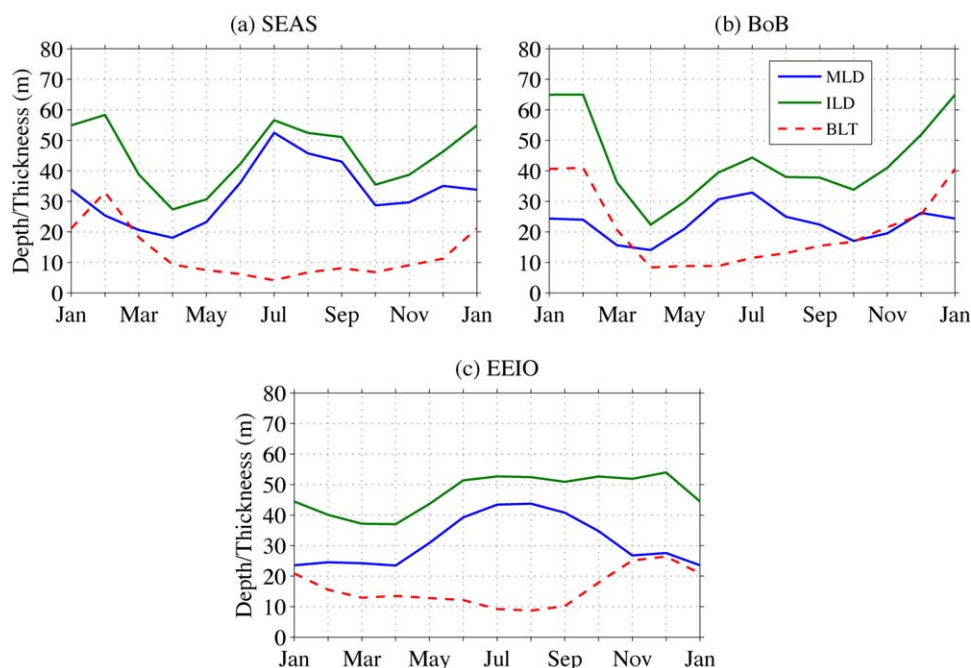 (a) SEAS
Depth/Thickneess (m)
80
70
60
50
40
30
20
10
0
Jan Mar May Jul Sep Nov Jan
(b) BoB
80
70
60
50
40
30
20
10
0
MLD
ILD
BLT
Jan Mar May Jul Sep Nov Jan
(c) EEIO
Depth/Thickneess (m)
80
70
60
50
40
30
20
10
0
Jan Mar May Jul Sep Nov Jan